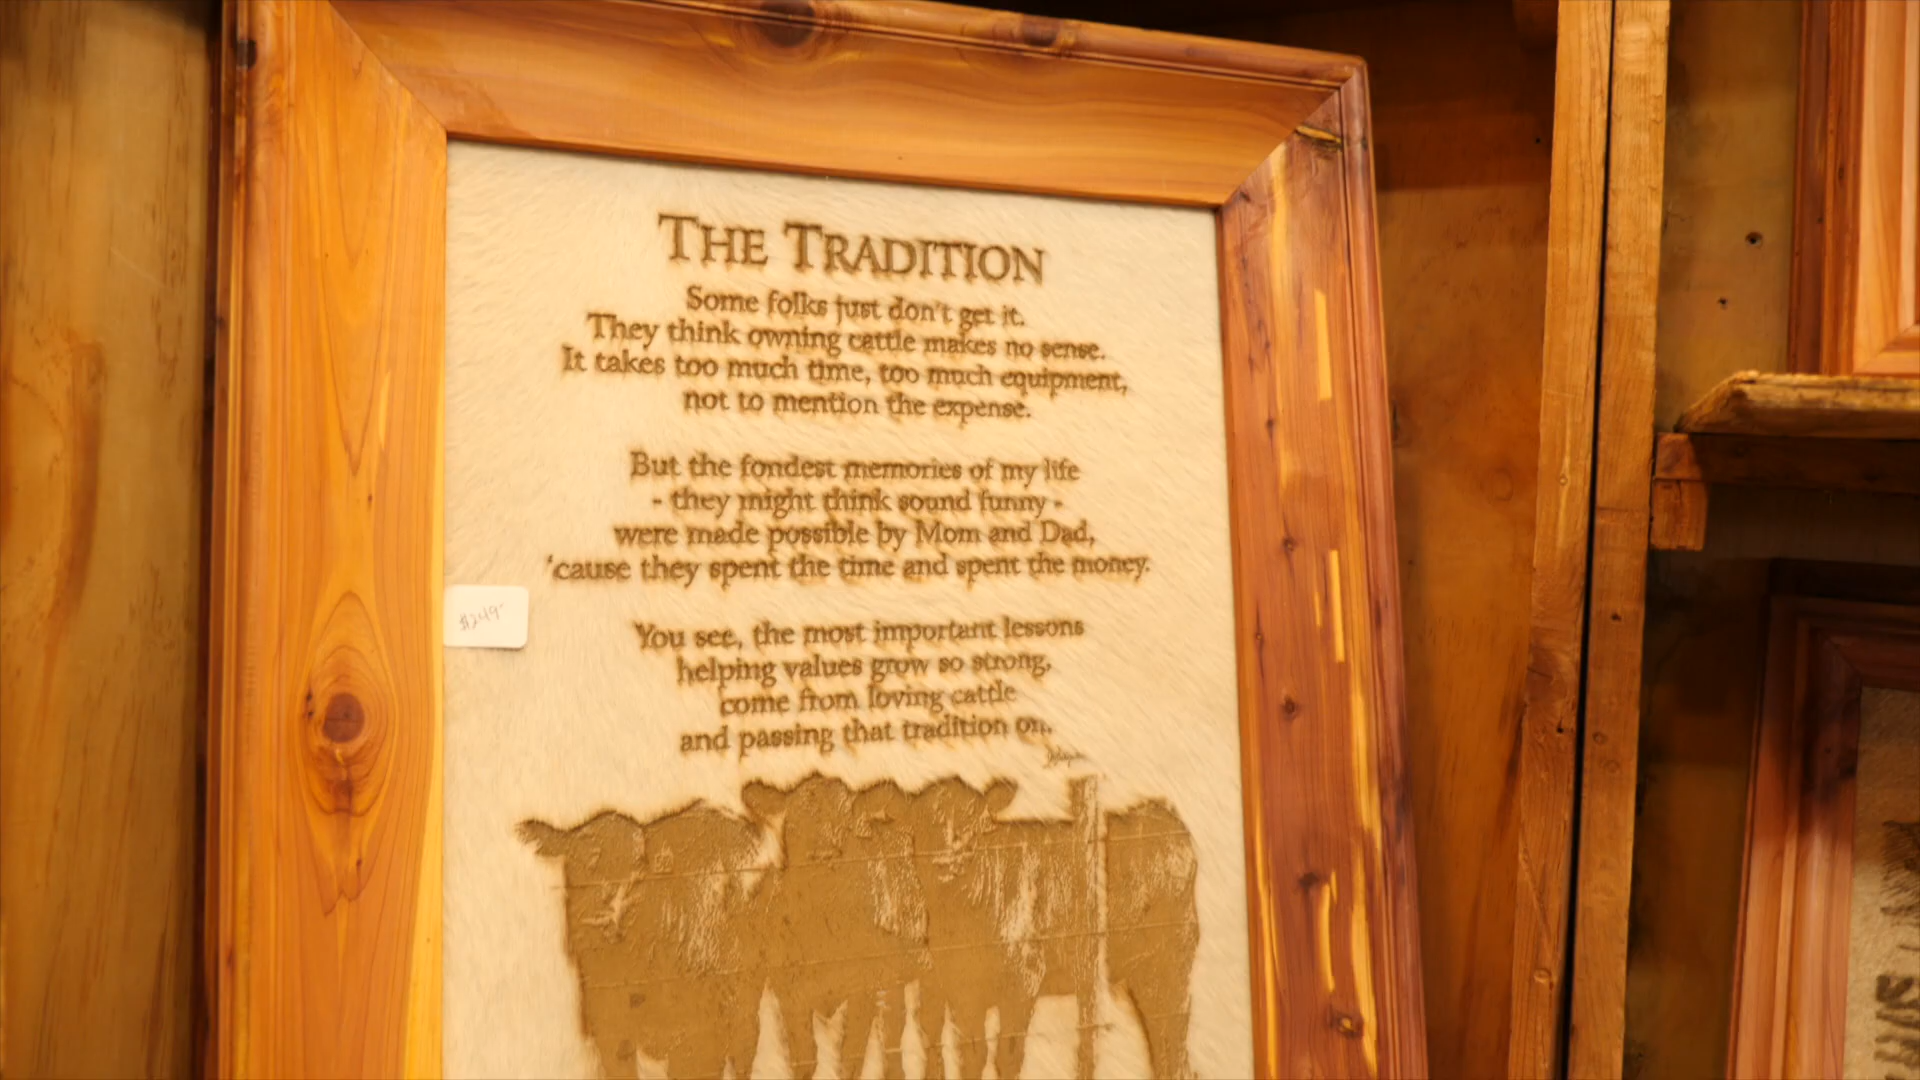 THE TRADITION
Some folks just don't get it.
They think owning cattle makes no sense.
It takes too much time, too much equipment,
not to mention the expense.
But the fondest memories of my life
- they might think sound funny -
were made possible by Mom and Dad,
'cause they spent the time and spent the money.
$249
You see, the most important lessons
helping values grow so strong,
come from loving cattle
and passing that tradition on.